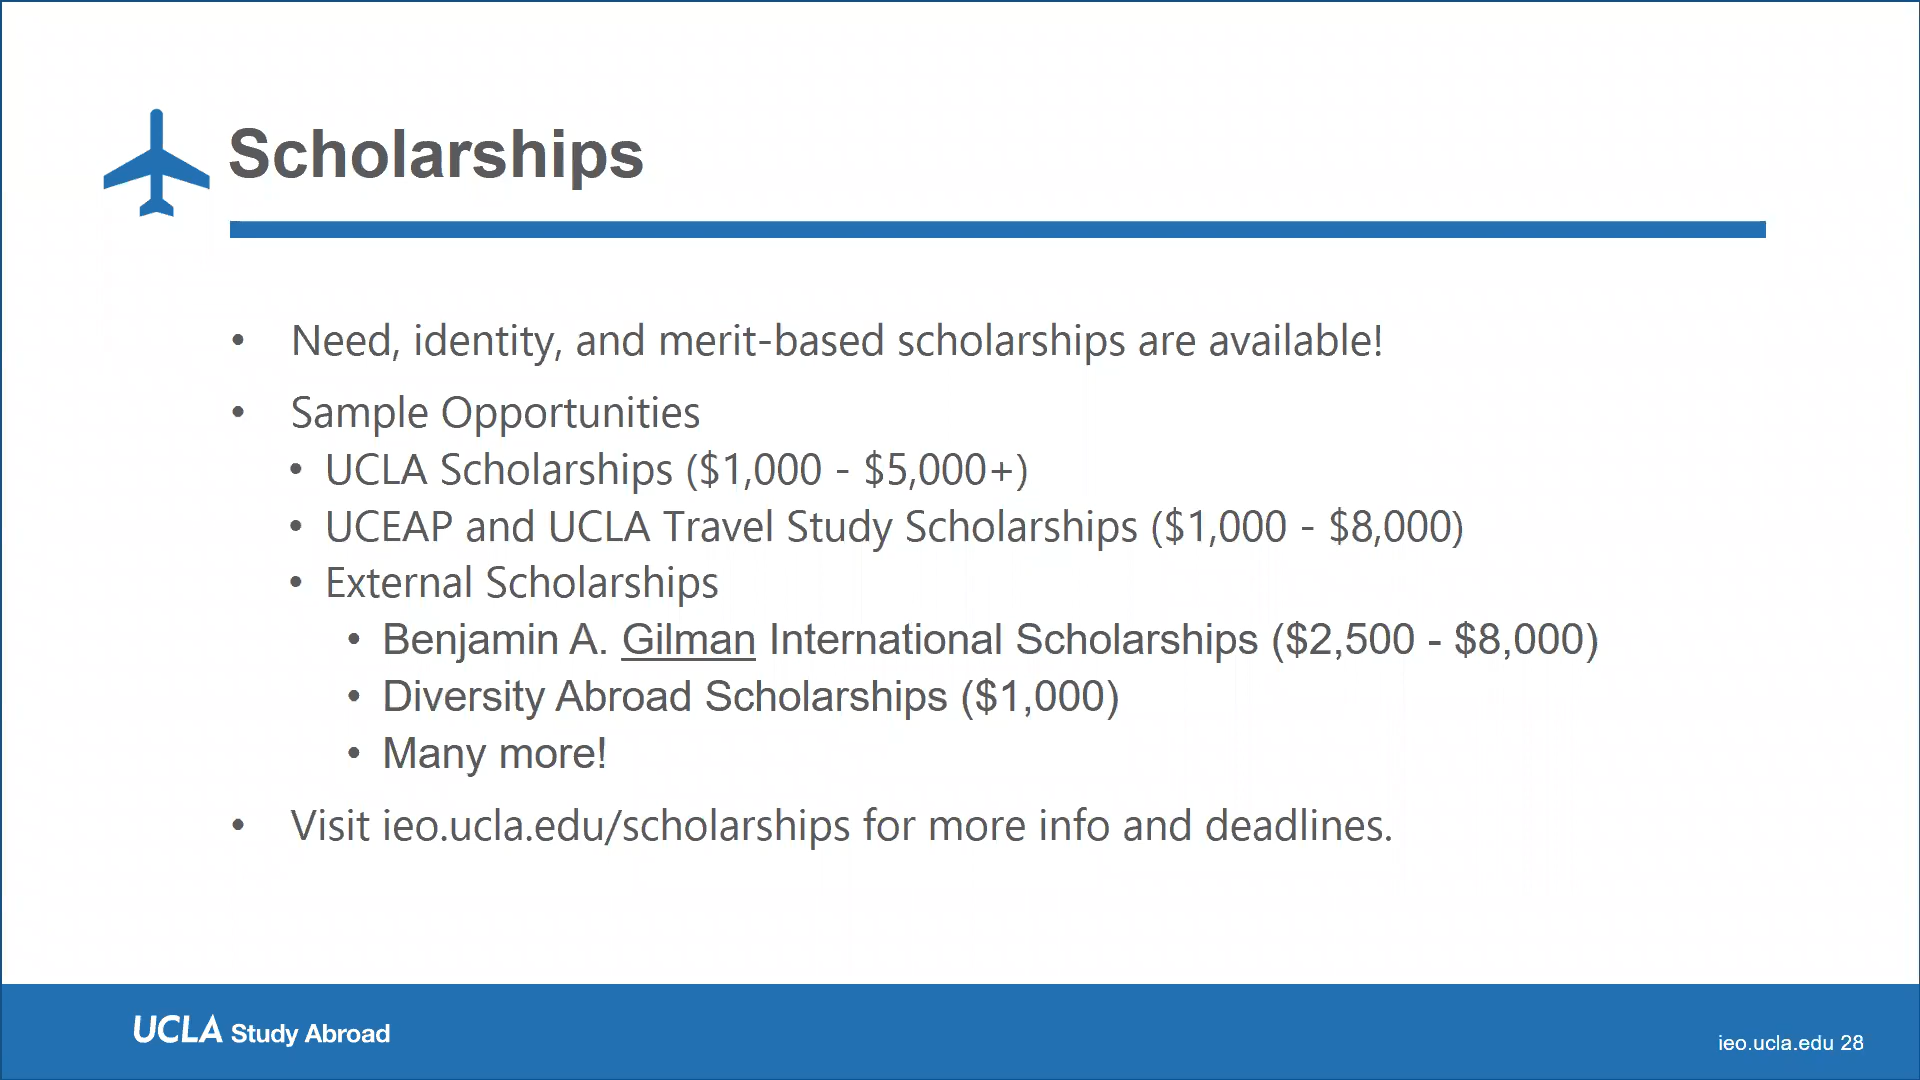 Scholarships
• Need, identity, and merit-based scholarships are available!
• Sample Opportunities
• UCLA Scholarships ($1,000 - $5,000+)
• UCEAP and UCLA Travel Study Scholarships ($1,000 - $8,000)
• External Scholarships
• Benjamin A. Gilman International Scholarships ($2,500 - $8,000)
• Diversity Abroad Scholarships ($1,000)
• Many more!
• Visit ieo.ucla.edu/scholarships for more info and deadlines.
UCLA Study Abroad
ieo.ucla.edu 28